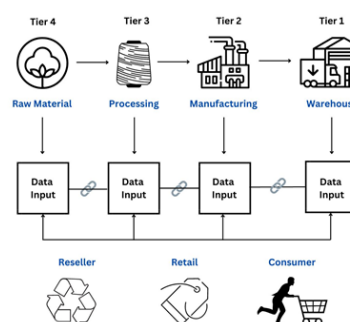 Tier 4
Tier 3
Tier 2
Tier 1
Raw Material
Processing
Manufacturing
Warehous
Data
Input
Data
Input
Data
Input
Data
Input
Reseller
Retail
Consumer